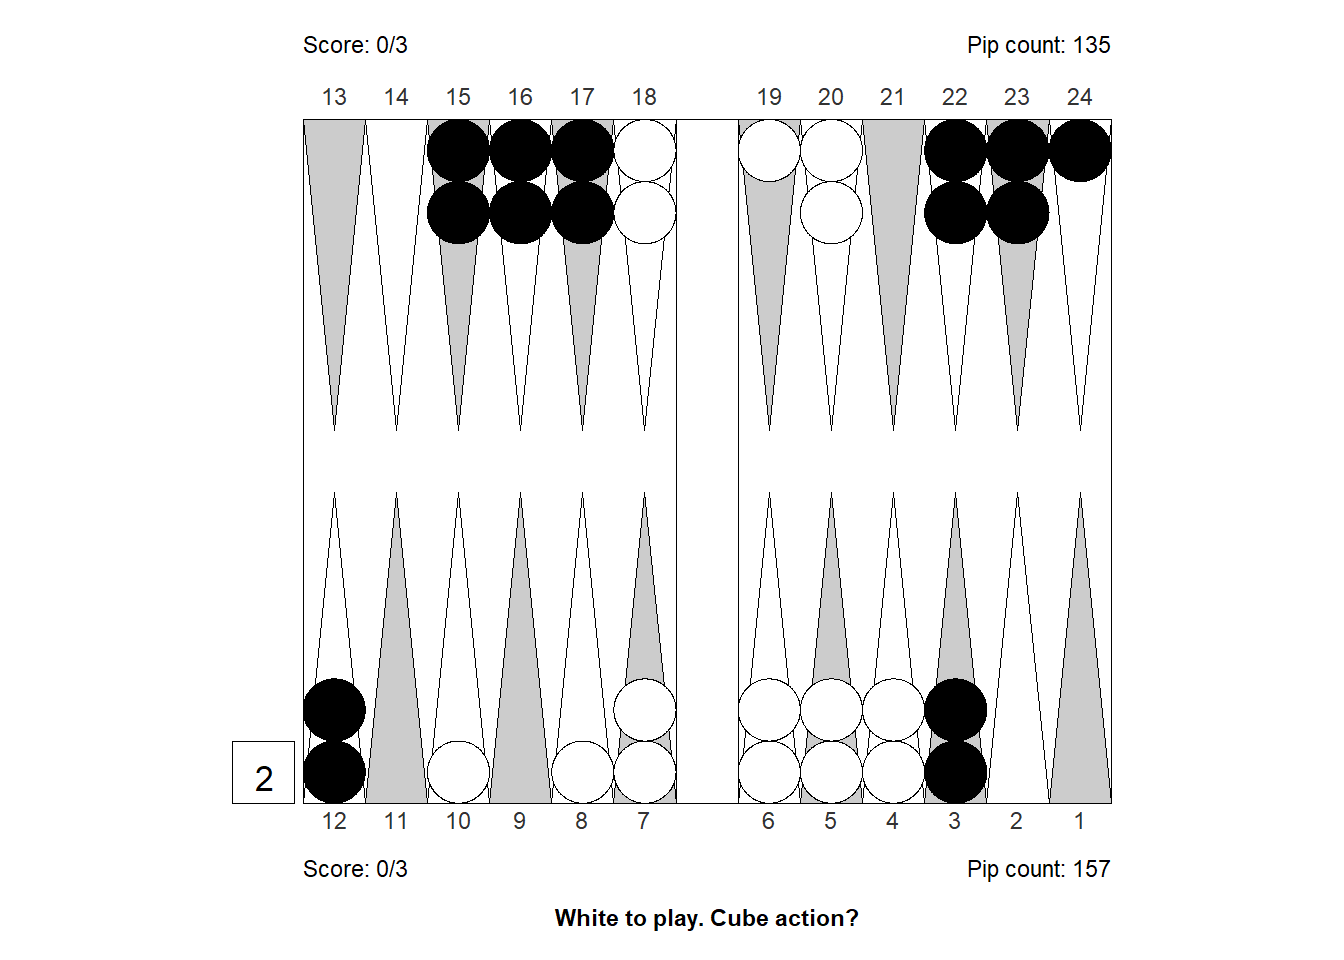 Score: 0/3 Pip count: 135
13 14 15 16 17 18 19 20 21 22 23 24
2
12 11 10 9 8 7 6 5 4 3 2 1
Score: 0/3 Pip count: 157
White to play. Cube action?